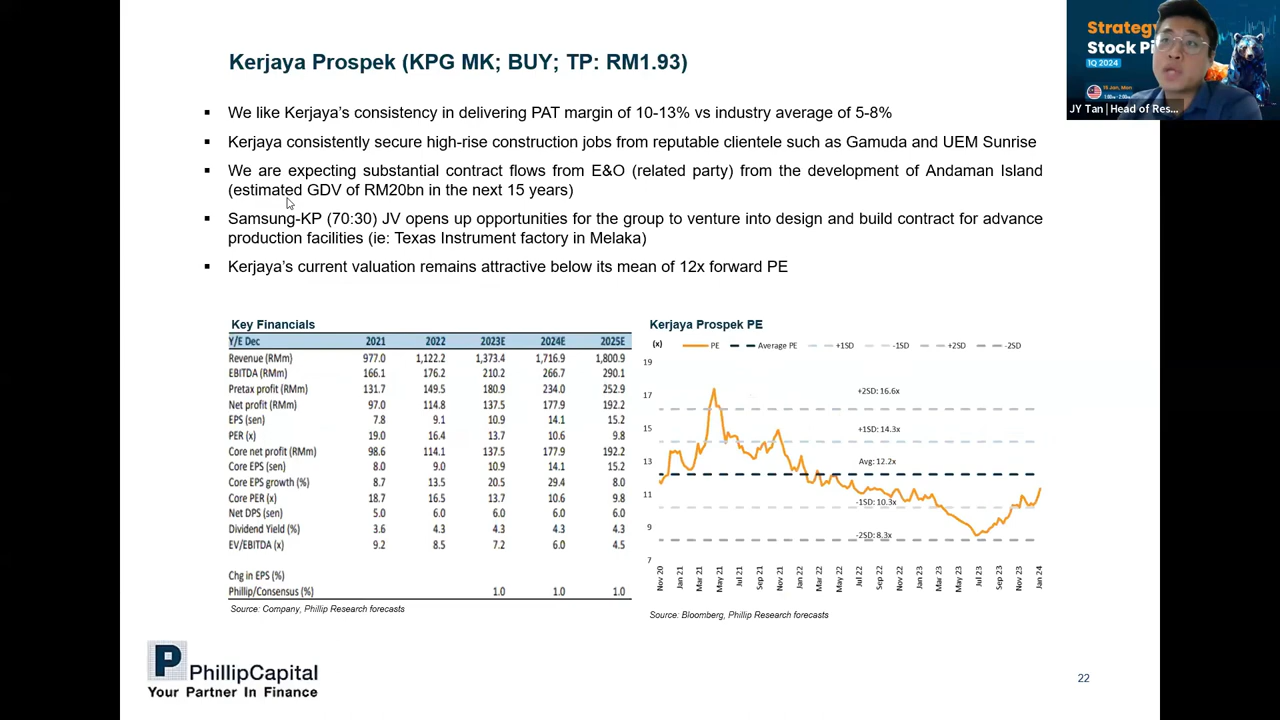 Kerjaya Prospek (KPG MK; BUY; TP: RM1.93)
▪ We like Kerjaya's consistency in delivering PAT margin of 10-13% vs industry average of 5-8%
▪ Kerjaya consistently secure high-rise construction jobs from reputable clientele such as Gamuda and UEM Sunrise
▪ We are expecting substantial contract flows from E&O (related party) from the development of Andaman Island
(estimated GDV of RM20bn in the next 15 years)
▪ Samsung-KP (70:30) JV opens up opportunities for the group to venture into design and build contract for advance
production facilities (ie: Texas Instrument factory in Melaka)
▪ Kerjaya's current valuation remains attractive below its mean of 12x forward PE
Strategy
Stock Pi
1Q 2024
15 Jan, Mon
JY Tan | Head of Res...
Key Financials
Y/E Dec 2021 2022 2023E 2024E 2025E
Revenue (RMm) 977.0 1,122.2 1,373.4 1,716.9 1,800.9
EBITDA (RMm) 166.1 176.2 210.2 266.7 290.1
Pretax profit (RMm) 131.7 149.5 180.9 234.0 252.9
Net profit (RMm) 97.0 114.8 137.5 177.9 192.2
EPS (sen) 7.8 9.1 10.9 14.1 15.2
PER (x) 19.0 16.4 13.7 10.6 9.8
Core net profit (RMm) 98.6 114.1 137.5 177.9 192.2
Core EPS (sen) 8.0 9.0 10.9 14.1 15.2
Core EPS growth (%) 8.7 13.5 20.5 29.4 8.0
Core PER (x) 18.7 16.5 13.7 10.6 9.8
Net DPS (sen) 5.0 6.0 6.0 6.0 6.0
Dividend Yield (%) 3.6 4.3 4.3 4.3 4.3
EV/EBITDA (x) 9.2 8.5 7.2 6.0 4.5
Chg in EPS (%)
Phillip/Consensus (%) 1.0 1.0 1.0
Source: Company, Phillip Research forecasts
Kerjaya Prospek PE
(x) PE Average PE +1SD -1SD +2SD -2SD
19
17
15
13
11
9
7
+2SD: 16.6x
+1SD: 14.3x
Avg: 12.2x
-1SD: 10.3x
-2SD: 8.3x
Nov 20 Jan 21 Mar 21 May 21 Jul 21 Sep 21 Nov 21 Jan 22 Mar 22 May 22 Jul 22 Sep 22 Nov 22 Jan 23 Mar 23 May 23 Jul 23 Sep 23 Nov 23 Jan 24
Source: Bloomberg, Phillip Research forecasts
PhillipCapital
Your Partner In Finance
22